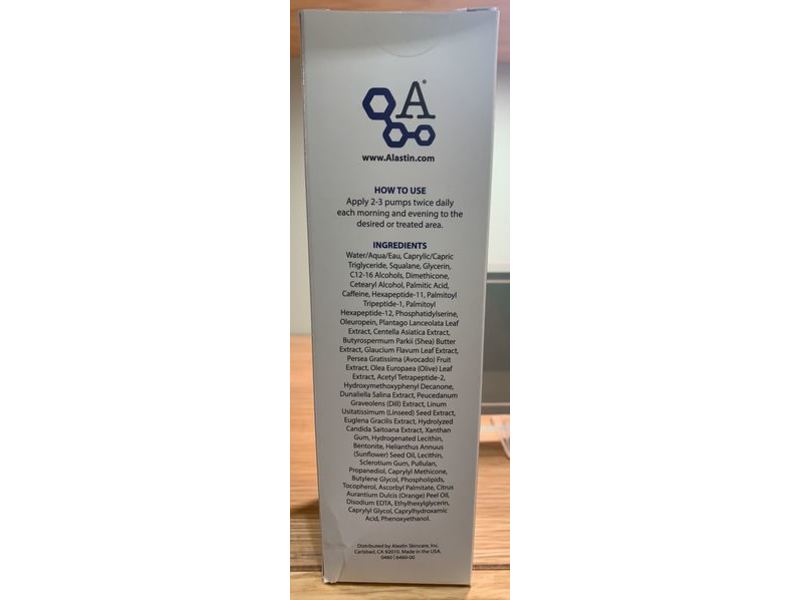 A®
www.Alastin.com
HOW TO USE
Apply 2-3 pumps twice daily
each morning and evening to the
desired or treated area.
INGREDIENTS
Water/Aqua/Eau, Caprylic/Capric
Triglyceride, Squalane, Glycerin,
C12-16 Alcohols, Dimethicone,
Cetearyl Alcohol, Palmitic Acid,
Caffeine, Hexapeptide-11, Palmitoyl
Tripeptide-1, Palmitoyl
Hexapeptide-12, Phosphatidylserine,
Oleuropein, Plantago Lanceolata Leaf
Extract, Centella Asiatica Extract,
Butyrospermum Parkii (Shea) Butter
Extract, Glaucium Flavum Leaf Extract,
Persea Gratissima (Avocado) Fruit
Extract, Olea Europaea (Olive) Leaf
Extract, Acetyl Tetrapeptide-2,
Hydroxymethoxyphenyl Decanone,
Dunaliella Salina Extract, Peucedanum
Graveolens (Dill) Extract, Linum
Usitatissimum (Linseed) Seed Extract,
Euglena Gracilis Extract, Hydrolyzed
Candida Saitoana Extract, Xanthan
Gum, Hydrogenated Lecithin,
Bentonite, Helianthus Annuus
(Sunflower) Seed Oil, Lecithin,
Sclerotium Gum, Pullulan,
Propanediol, Caprylyl Methicone,
Butylene Glycol, Phospholipids,
Tocopherol, Ascorbyl Palmitate, Citrus
Aurantium Dulcis (Orange) Peel Oil,
Disodium EDTA, Ethylhexylglycerin,
Caprylyl Glycol, Caprylhydroxamic
Acid, Phenoxyethanol.
Distributed by Alastin Skincare, Inc.
Carlsbad, CA 92010. Made in the USA.